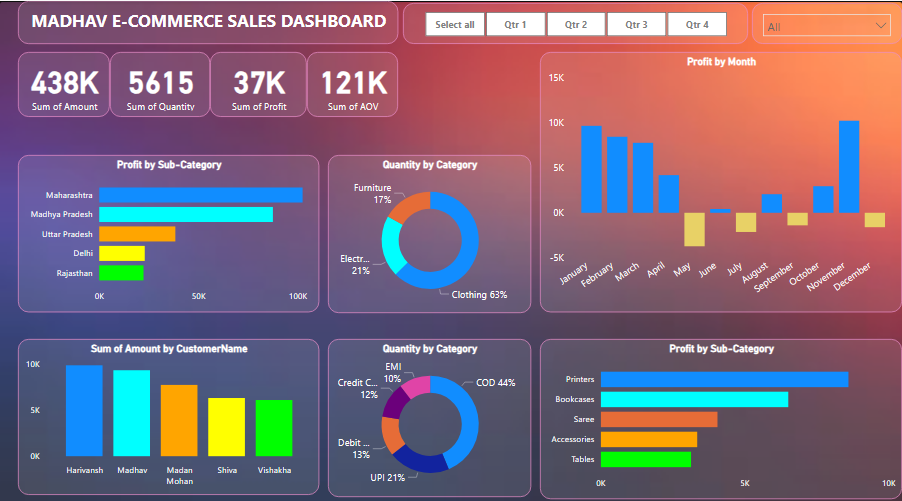 MADHAV E-COMMERCE SALES DASHBOARD
Select all
Qtr 1
Qtr 2
Qtr 3
Qtr 4
All
438K
Sum of Amount
5615
Sum of Quantity
37K
Sum of Profit
121K
Sum of AOV
Profit by Month
15K
10K
5K
0K
-5K
January
February
March
April
May
June
July
August
September
October
November
December
Profit by Sub-Category
Maharashtra
Madhya Pradesh
Uttar Pradesh
Delhi
Rajasthan
0K
50K
100K
Quantity by Category
Furniture
17%
Electr...
21%
Clothing 63%
Sum of Amount by CustomerName
10K
5K
0K
Harivansh
Madhav
Madan
Mohan
Shiva
Vishakha
Quantity by Category
EMI
10%
Credit C...
12%
Debit ...
13%
UPI 21%
COD 44%
Profit by Sub-Category
Printers
Bookcases
Saree
Accessories
Tables
0K
5K
10K